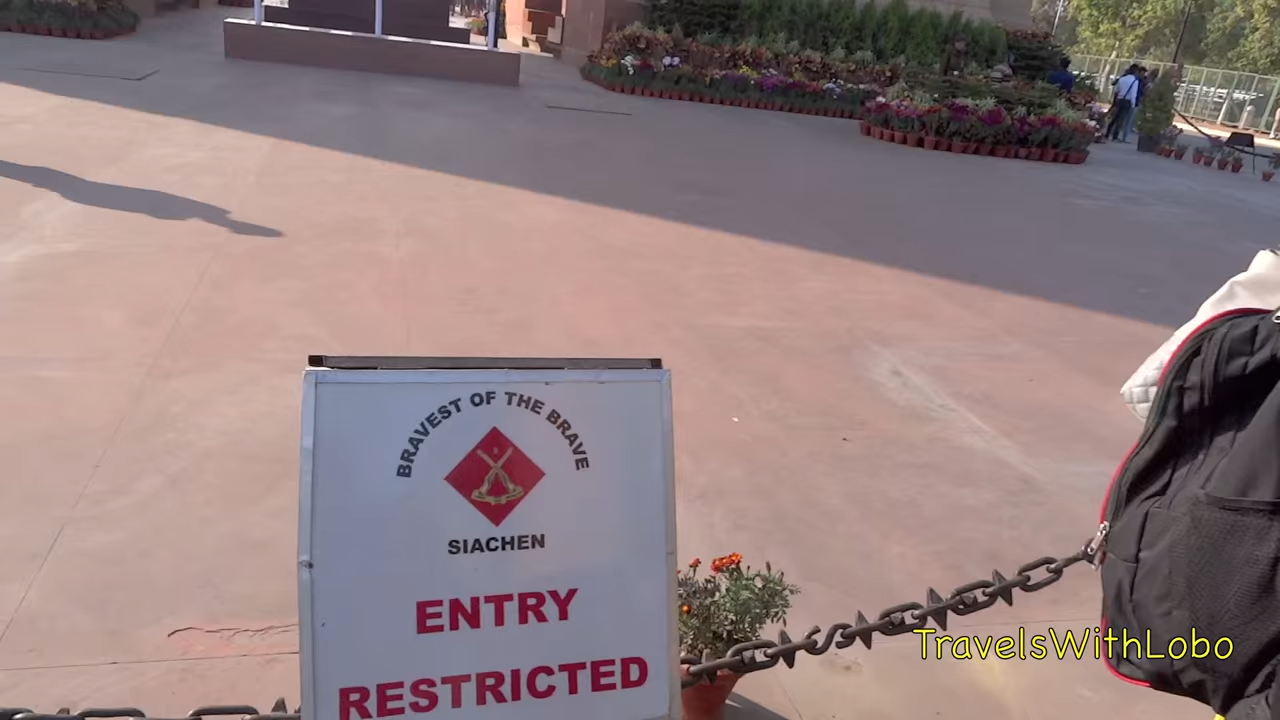 BRAVEST OF THE BRAVE
SIACHEN
ENTRY
RESTRICTED
TravelsWithLobo